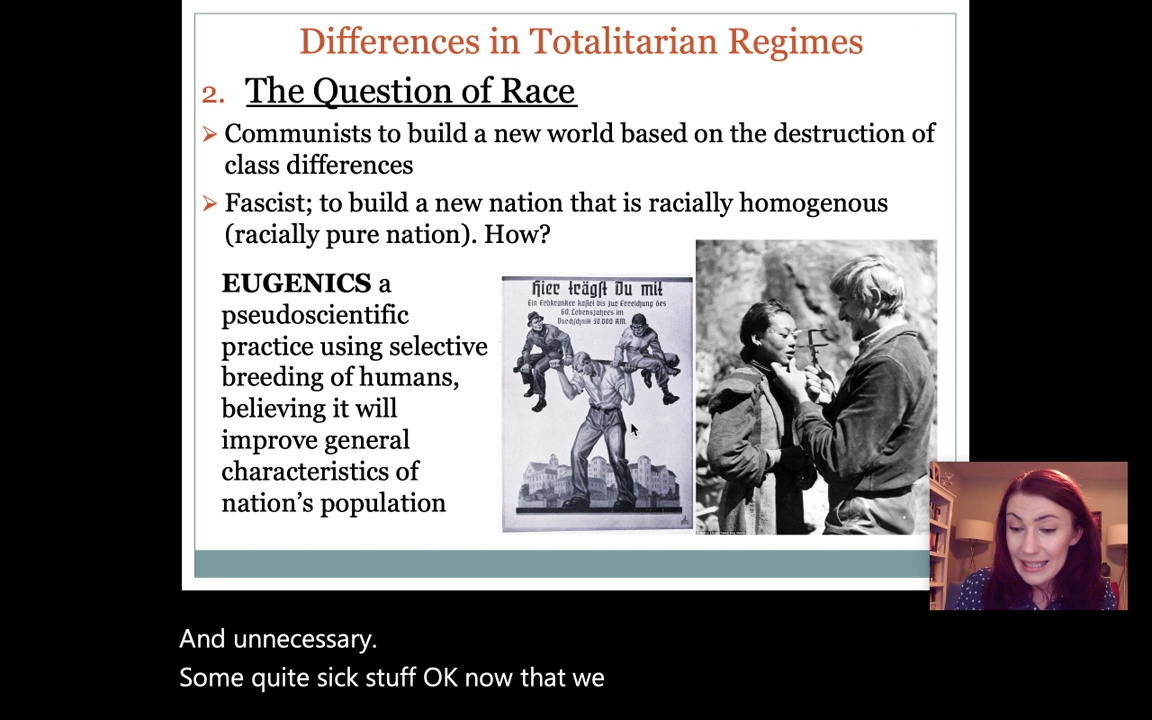 Differences in Totalitarian Regimes
2. The Question of Race
Communists to build a new world based on the destruction of
class differences
Fascist; to build a new nation that is racially homogenous
(racially pure nation). How?
EUGENICS a
pseudoscientific
practice using selective
breeding of humans,
believing it will
improve general
characteristics of
nation's population
Hier trägst Du mit
Ein Erbkranker kostet bis zur Erreichung des
60. Lebensjahres im
Durchschnitt 50.000 RM.
And unnecessary.
Some quite sick stuff OK now that we